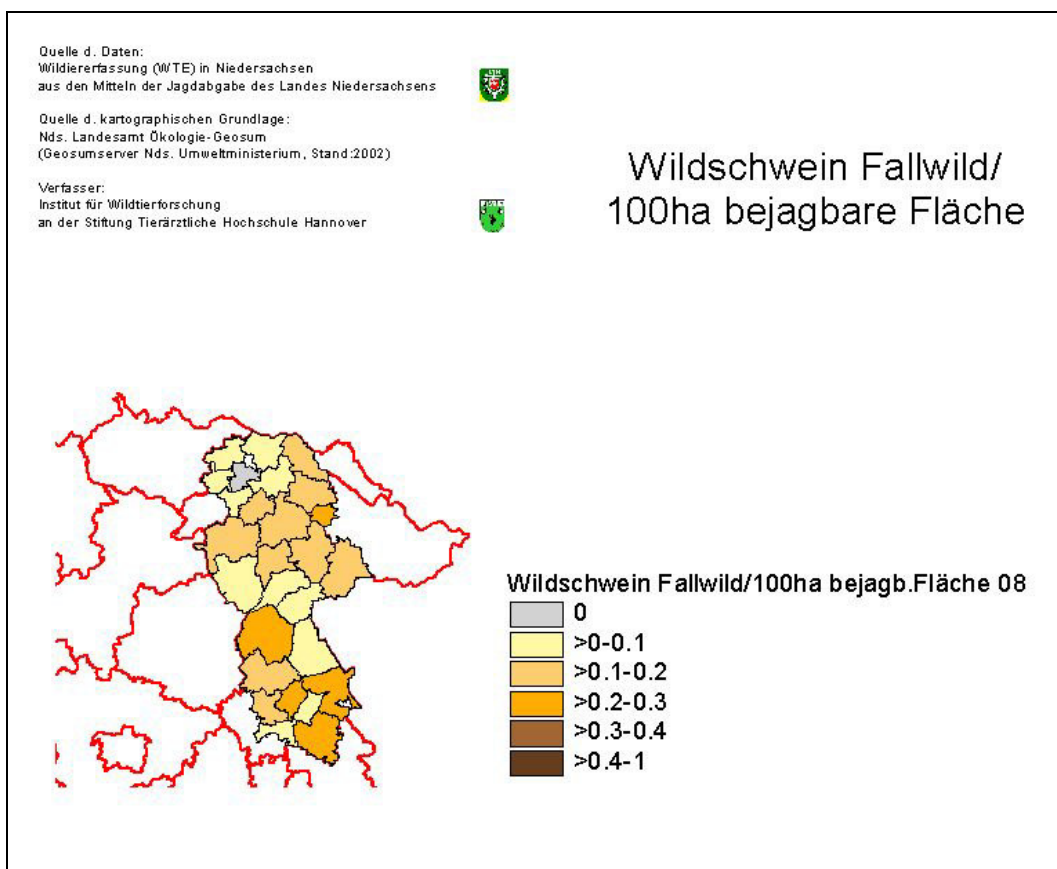 Quelle d. Daten:
Wildiererfassung (WTE) in Niedersachsen
aus den Mitteln der Jagdabgabe des Landes Niedersachsens
Quelle d. kartographischen Grundlage:
Nds. Landesamt Ökologie-Geosum
(Geosumserver Nds. Umweltministerium, Stand:2002)
Verfasser:
Institut für Wildtierforschung
an der Stiftung Tierärztliche Hochschule Hannover
Wildschwein Fallwild/
100ha bejagbare Fläche
Wildschwein Fallwild/100ha bejagb.Fläche 08
0
>0-0.1
>0.1-0.2
>0.2-0.3
>0.3-0.4
>0.4-1